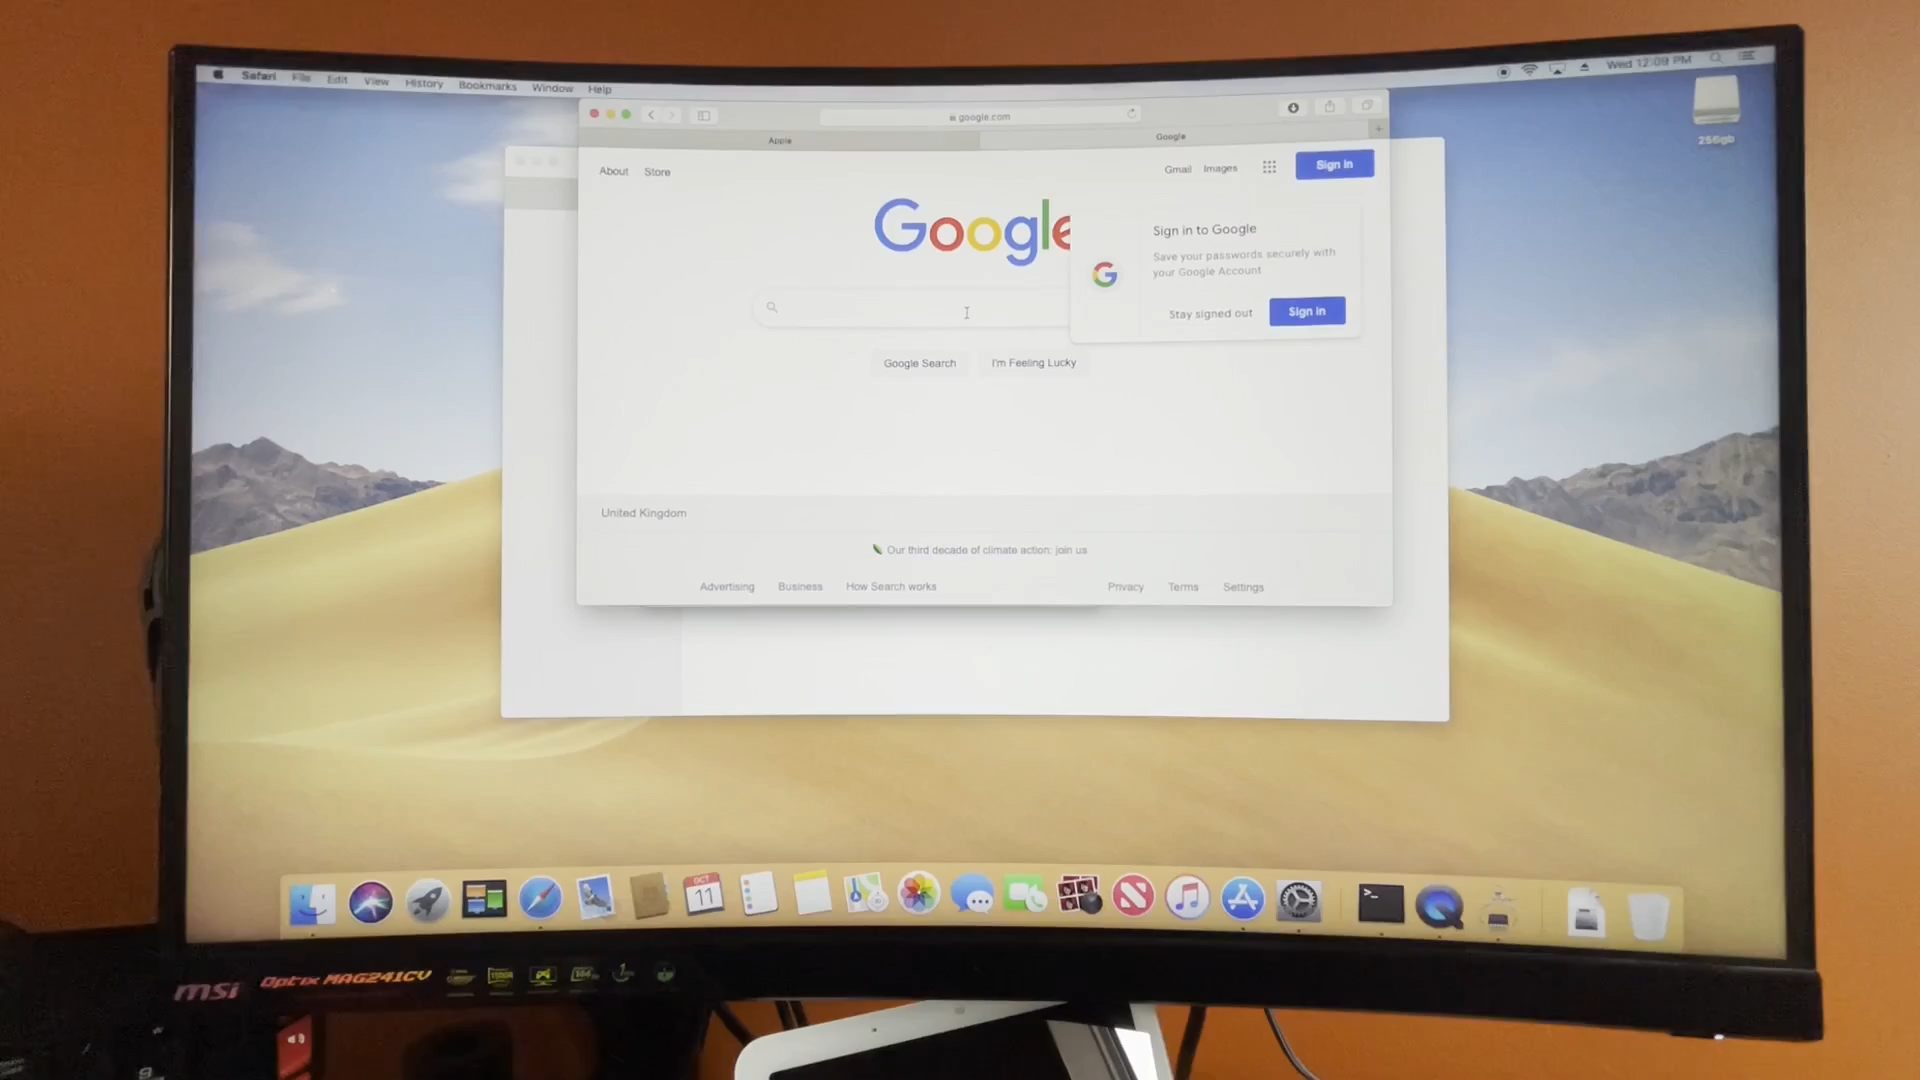 Safari File Edit View History Bookmarks Window Help
Wed 12:09 PM
256gb
google.com
Apple
Google
About Store
Gmail Images
Sign in
Google
Sign in to Google
Save your passwords securely with
your Google Account
Stay signed out
Sign in
Google Search
I'm Feeling Lucky
United Kingdom
Our third decade of climate action: join us
Advertising Business How Search works
Privacy Terms Settings
OCT
11
msi
Optix MAG241CV